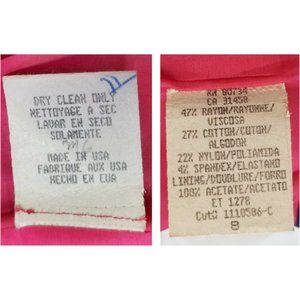 DRY CLEAN ONLY
NETTOYAGE A SEC
LAVAR EN SECO
SOLAMENTE
MADE IN USA
FABRIQUE AUX USA
HECHO EN EUA
RN 80734
CA 31458
47% RAYON/RAYONNE/
VISCOSA
27% COTTON/COTON/
ALGODON
22% NYLON/POLIAMIDA
4% SPANDEX/ELASTANO
LINING/DOUBLURE/FORRO
100% ACETATE/ACETATO
ET 1278
Cut# 1110586-C
8